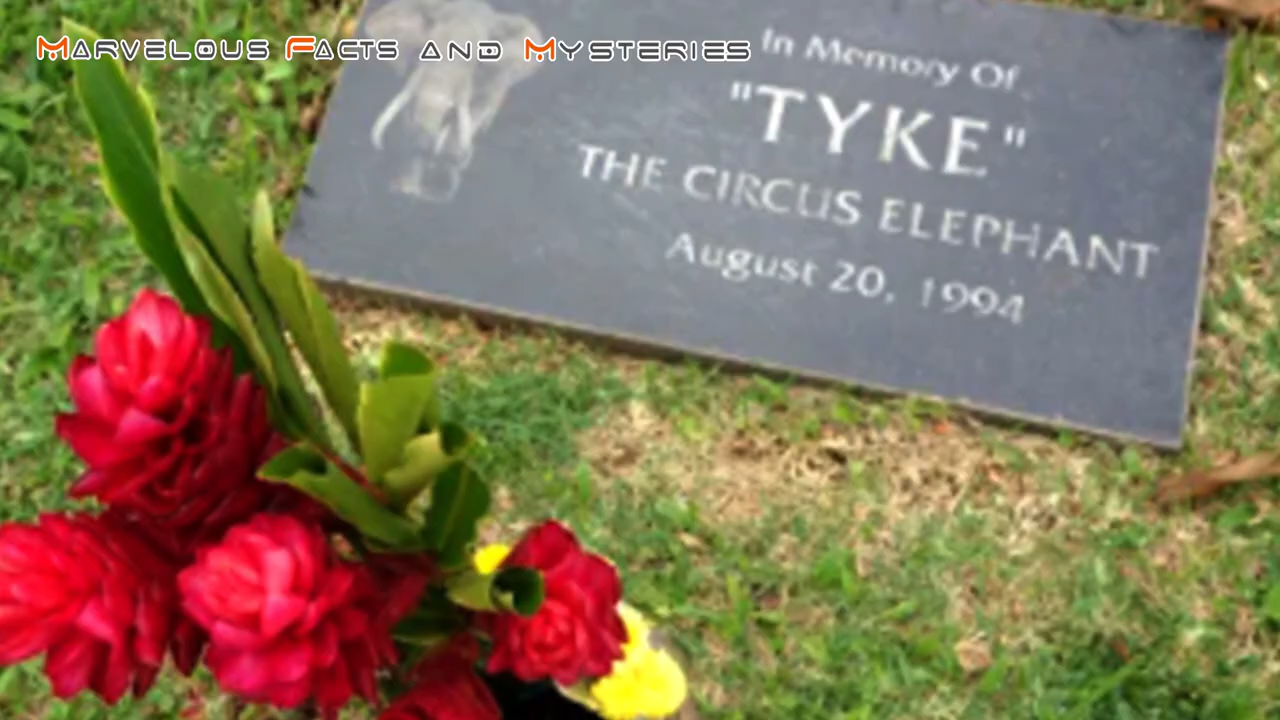 Marvelous Facts and Mysteries
In Memory Of
"TYKE"
THE CIRCUS ELEPHANT
August 20, 1994